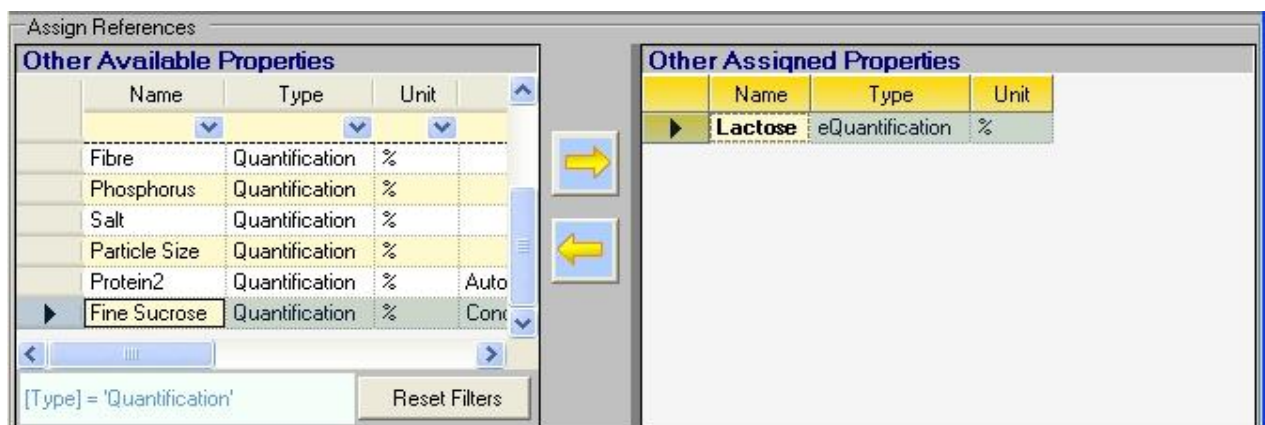 Assign References
Other Available Properties
Name Type Unit
Fibre Quantification %
Phosphorus Quantification %
Salt Quantification %
Particle Size Quantification %
Protein2 Quantification % Auto
Fine Sucrose Quantification % Conc
[Type] = 'Quantification' Reset Filters
Other Assigned Properties
Name Type Unit
Lactose eQuantification %